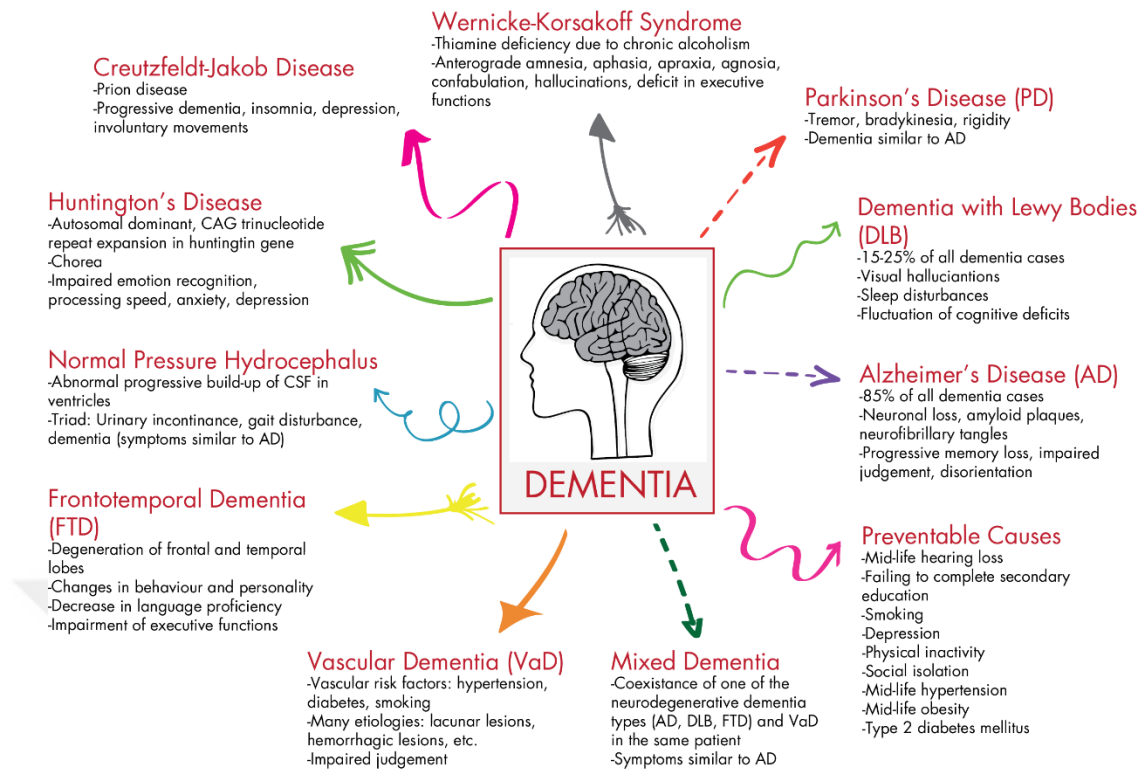 Wernicke-Korsakoff Syndrome
-Thiamine deficiency due to chronic alcoholism
-Anterograde amnesia, aphasia, apraxia, agnosia,
confabulation, hallucinations, deficit in executive
functions
Creutzfeldt-Jakob Disease
-Prion disease
-Progressive dementia, insomnia, depression,
involuntary movements
Parkinson's Disease (PD)
-Tremor, bradykinesia, rigidity
-Dementia similar to AD
Huntington's Disease
-Autosomal dominant, CAG trinucleotide
repeat expansion in huntingtin gene
-Chorea
-Impaired emotion recognition,
processing speed, anxiety, depression
Dementia with Lewy Bodies
(DLB)
-15-25% of all dementia cases
-Visual halluciantions
-Sleep disturbances
-Fluctuation of cognitive deficits
Normal Pressure Hydrocephalus
-Abnormal progressive build-up of CSF in
ventricles
-Triad: Urinary incontinance, gait disturbance,
dementia (symptoms similar to AD)
Alzheimer's Disease (AD)
-85% of all dementia cases
-Neuronal loss, amyloid plaques,
neurofibrillary tangles
-Progressive memory loss, impaired
judgement, disorientation
DEMENTIA
Frontotemporal Dementia
(FTD)
-Degeneration of frontal and temporal
lobes
-Changes in behaviour and personality
-Decrease in language proficiency
-Impairment of executive functions
Preventable Causes
-Mid-life hearing loss
-Failing to complete secondary
education
-Smoking
-Depression
-Physical inactivity
-Social isolation
-Mid-life hypertension
-Mid-life obesity
-Type 2 diabetes mellitus
Vascular Dementia (VaD)
-Vascular risk factors: hypertension,
diabetes, smoking
-Many etiologies: lacunar lesions,
hemorrhagic lesions, etc.
-Impaired judgement
Mixed Dementia
-Coexistance of one of the
neurodegenerative dementia
types (AD, DLB, FTD) and VaD
in the same patient
-Symptoms similar to AD